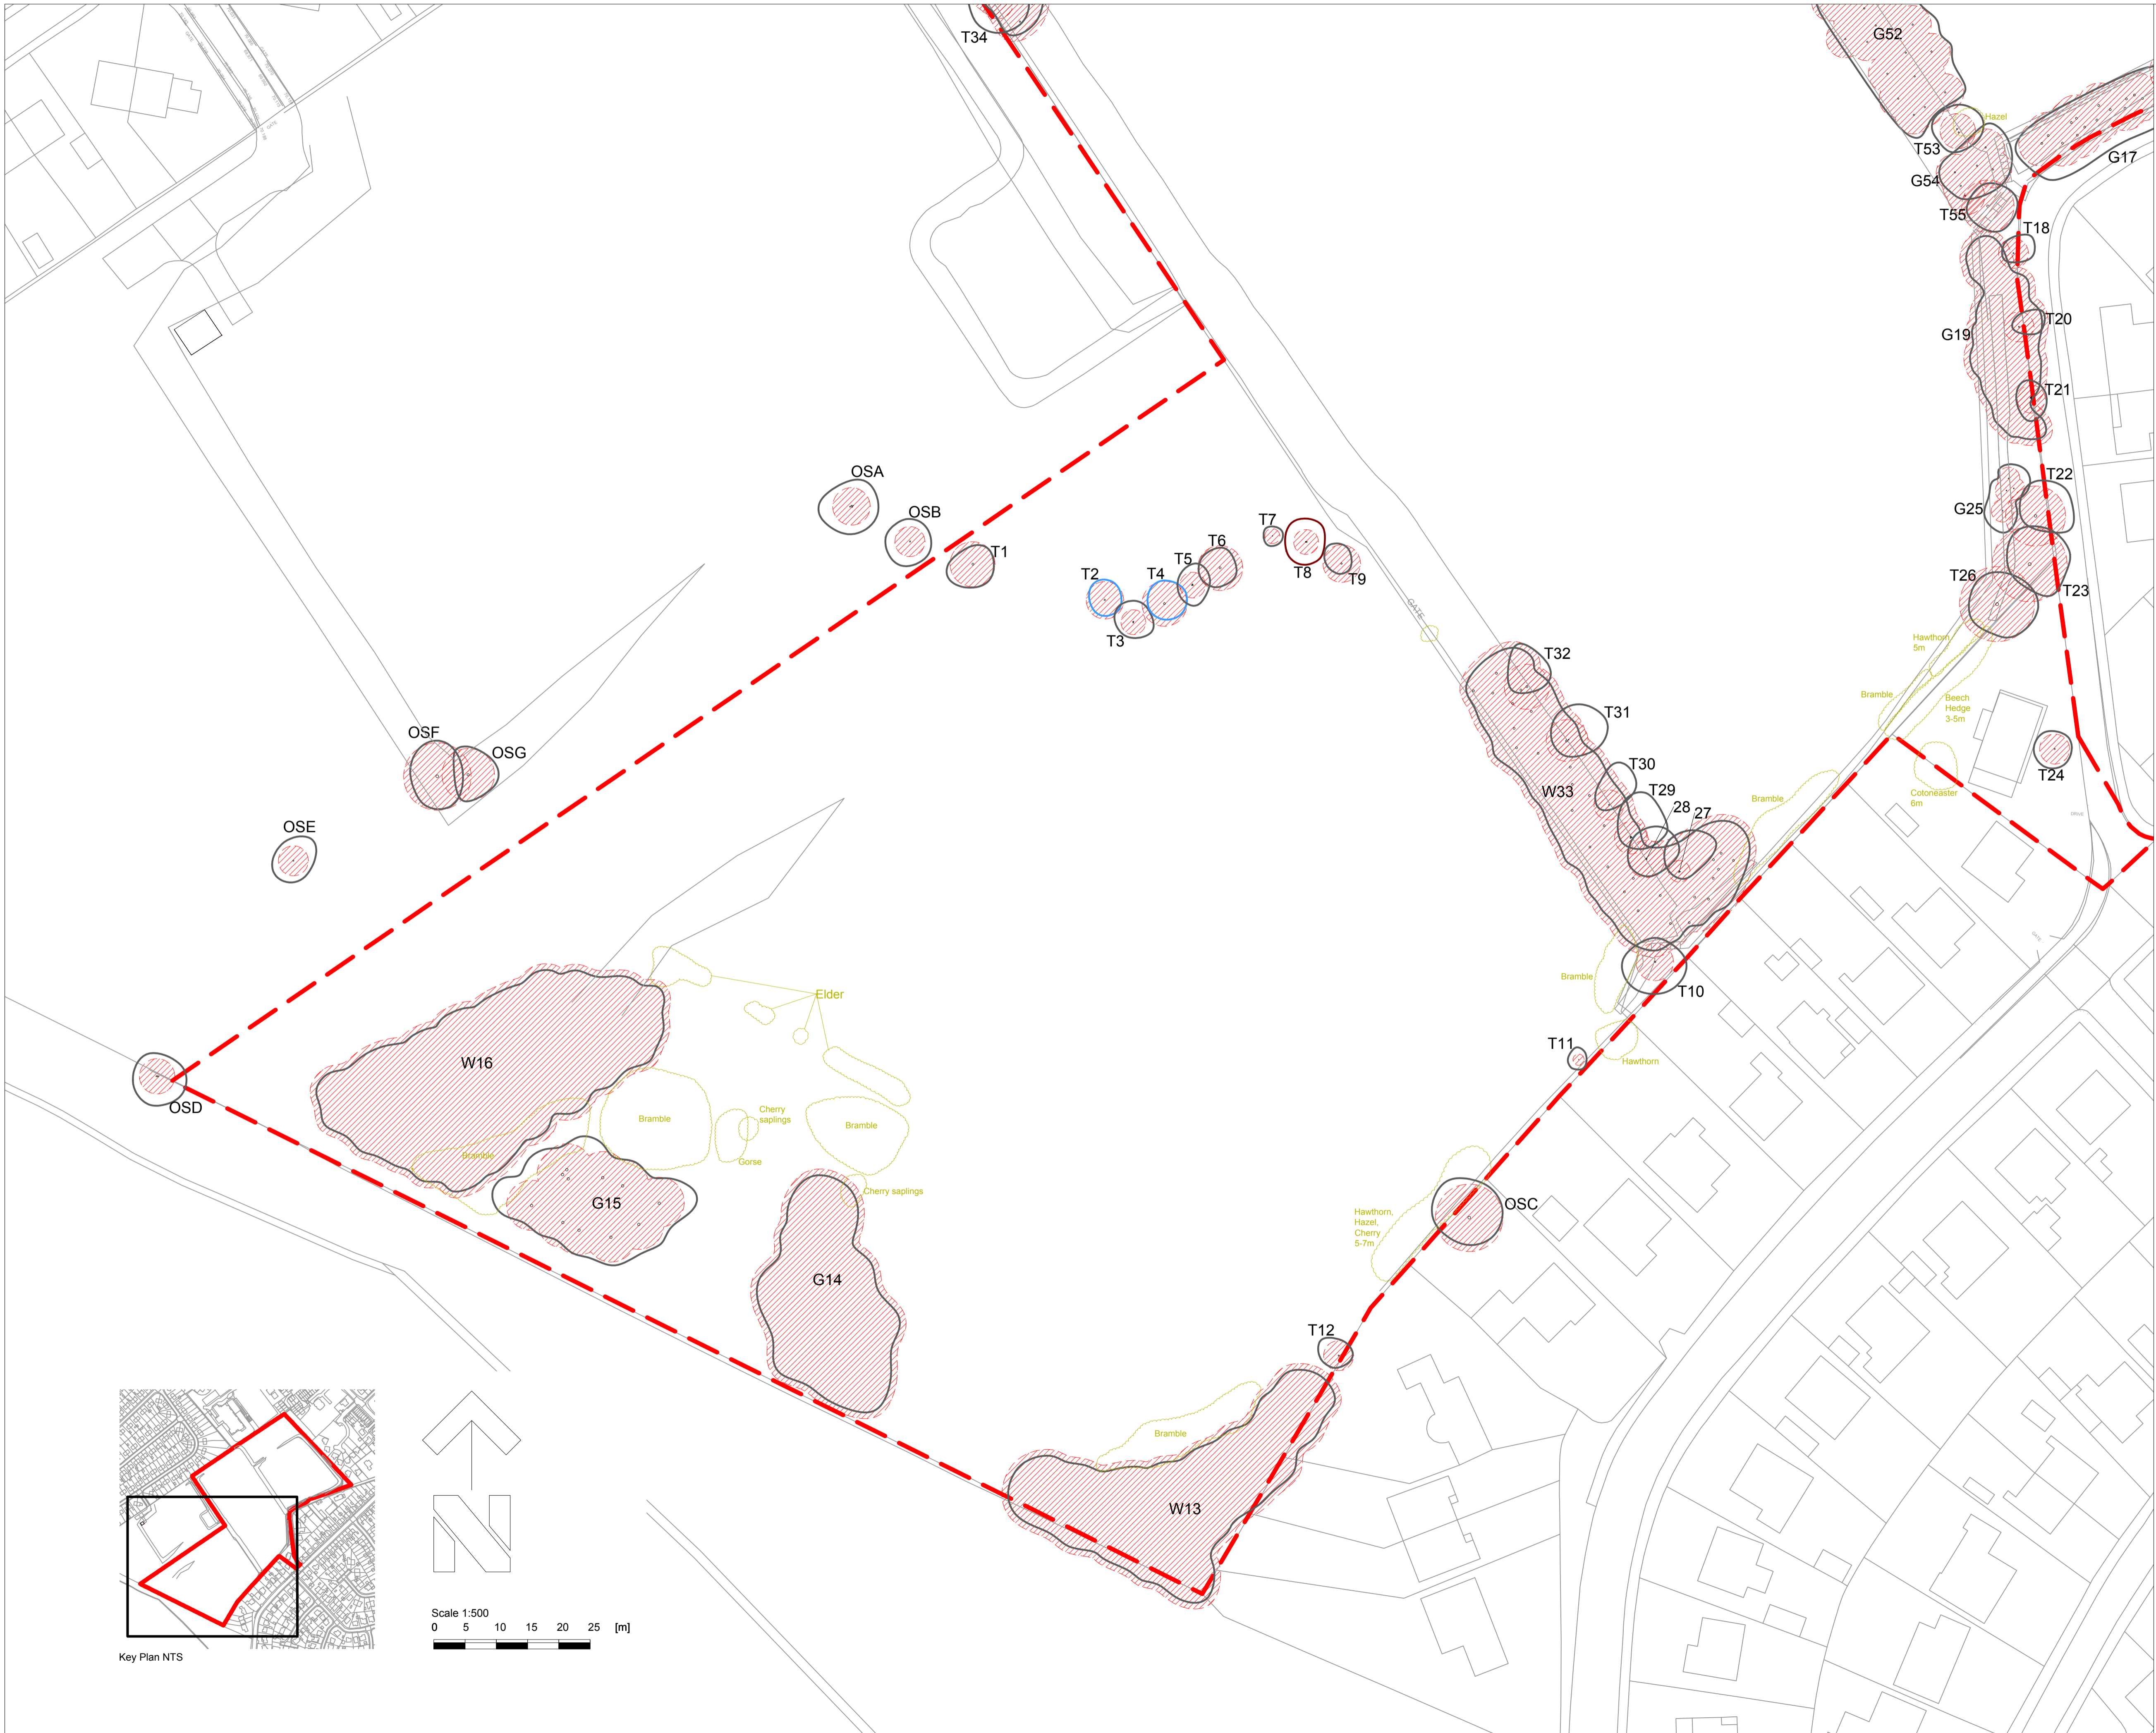 T34
G52
Hazel
T53
G17
G54
T55
T18
T20
G19
T21
OSA
OSB
T1
T7
T8
T9
T6
T5
T4
T2
T3
T22
G25
T26
T23
GATE
Hawthorn
5m
Bramble
Beech
Hedge
3-5m
T32
T31
T30
T29
28
27
W33
Bramble
Cotoneaster
6m
T24
DRIVE
OSF
OSG
OSE
Elder
Bramble
T10
GATE
W16
T11
Hawthorn
OSD
Cherry
saplings
Bramble
Bramble
Bramble
Gorse
Cherry saplings
G15
OSC
Hawthorn,
Hazel,
Cherry
5-7m
G14
T12
Bramble
W13
N
Scale 1:500
0 5 10 15 20 25 [m]
Key Plan NTS